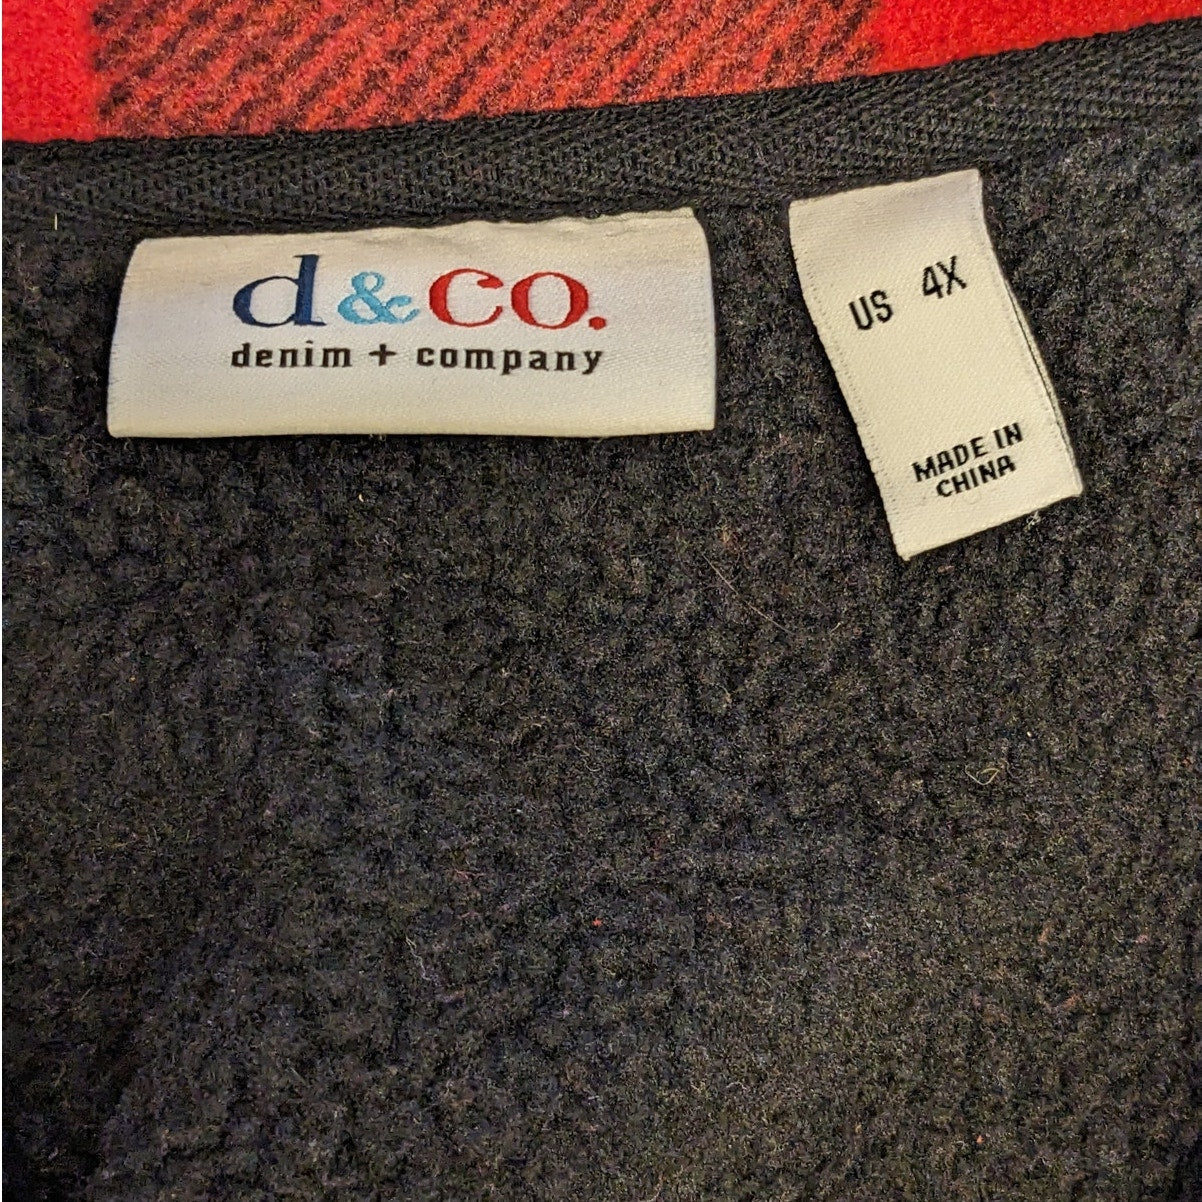 d&co.
denim + company
US 4X
MADE IN
CHINA